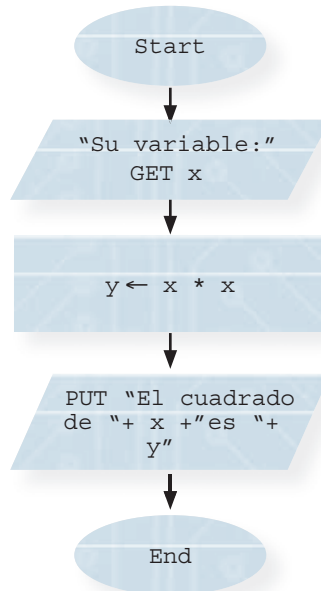 Start
“Su variable:”
GET x
y ← x * x
PUT “El cuadrado
de “+ x +”es “+
y”
End